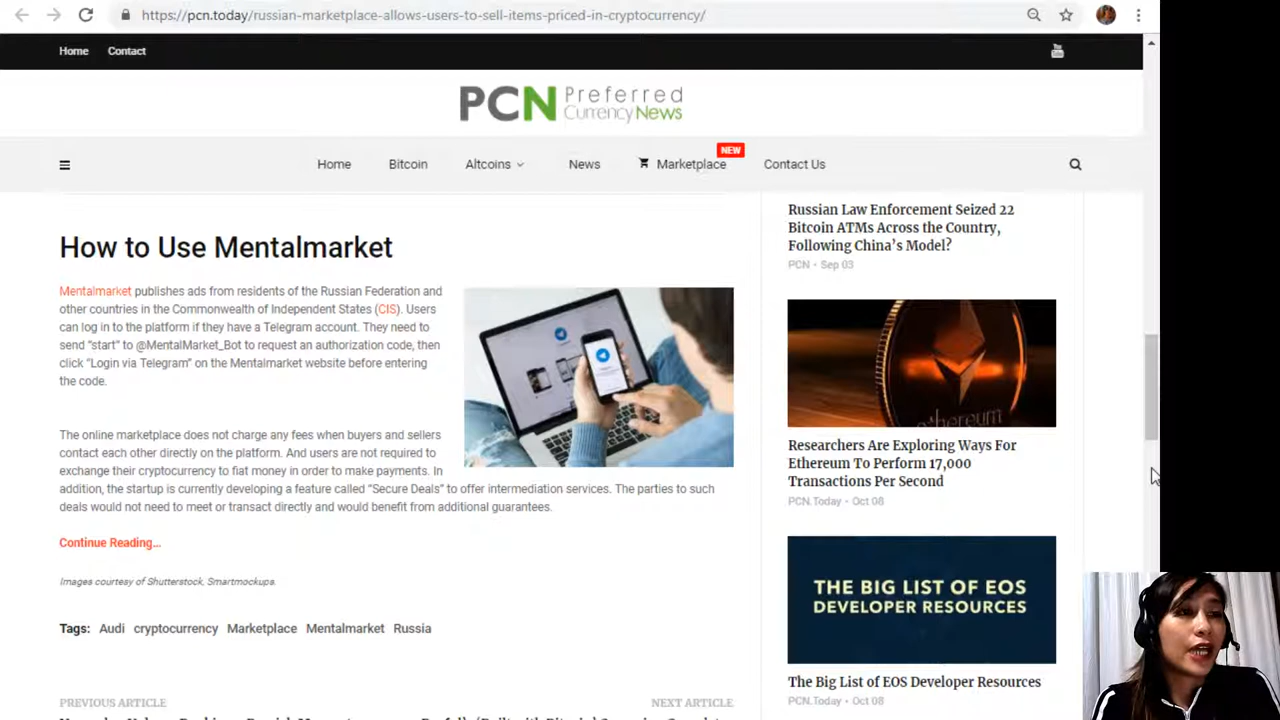 https://pcn.today/russian-marketplace-allows-users-to-sell-items-priced-in-cryptocurrency/
Home Contact
PCN Preferred
Currency News
Home Bitcoin Altcoins News Marketplace NEW Contact Us
How to Use Mentalmarket
Mentalmarket publishes ads from residents of the Russian Federation and
other countries in the Commonwealth of Independent States (CIS). Users
can log in to the platform if they have a Telegram account. They need to
send “start” to @MentalMarket_Bot to request an authorization code, then
click “Login via Telegram” on the Mentalmarket website before entering
the code.
The online marketplace does not charge any fees when buyers and sellers
contact each other directly on the platform. And users are not required to
exchange their cryptocurrency to fiat money in order to make payments. In
addition, the startup is currently developing a feature called “Secure Deals” to offer intermediation services. The parties to such
deals would not need to meet or transact directly and would benefit from additional guarantees.
Continue Reading…
Images courtesy of Shutterstock, Smartmockups.
Tags: Audi cryptocurrency Marketplace Mentalmarket Russia
PREVIOUS ARTICLE
NEXT ARTICLE
Russian Law Enforcement Seized 22
Bitcoin ATMs Across the Country,
Following China’s Model?
PCN • Sep 03
ethereum
Researchers Are Exploring Ways For
Ethereum To Perform 17,000
Transactions Per Second
PCN.Today • Oct 08
THE BIG LIST OF EOS
DEVELOPER RESOURCES
The Big List of EOS Developer Resources
PCN.Today • Oct 08